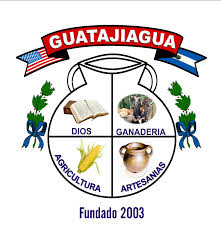 GUATAJIAGUA
DIOS
GANADERIA
AGRICULTURA
ARTESANIAS
Fundado 2003